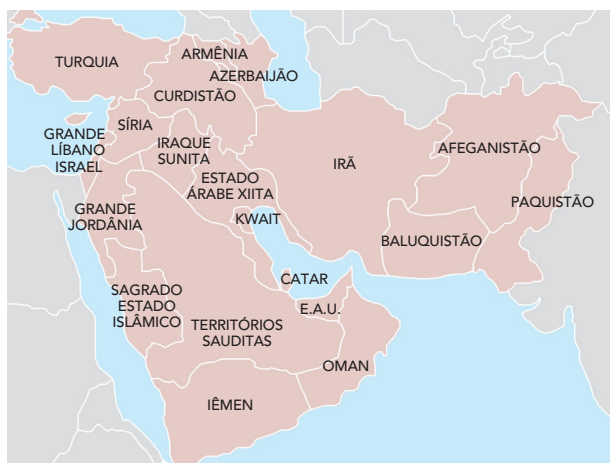 TURQUIA
ARMÊNIA
AZERBAIJÃO
CURDISTÃO
SÍRIA
GRANDE
LÍBANO
ISRAEL
IRAQUE
SUNITA
IRÃ
AFEGANISTÃO
ESTADO
ÁRABE XIITA
PAQUISTÃO
GRANDE
JORDÂNIA
KWAIT
BALUQUISTÃO
CATAR
SAGRADO
ESTADO
ISLÂMICO
E.A.U.
TERRITÓRIOS
SAUDITAS
OMAN
IÊMEN